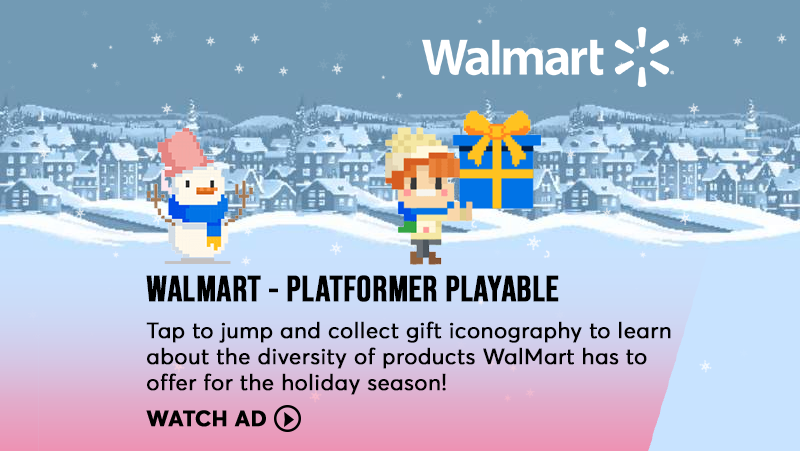 Walmart
WALMART - PLATFORMER PLAYABLE
Tap to jump and collect gift iconography to learn
about the diversity of products WalMart has to
offer for the holiday season!
WATCH AD